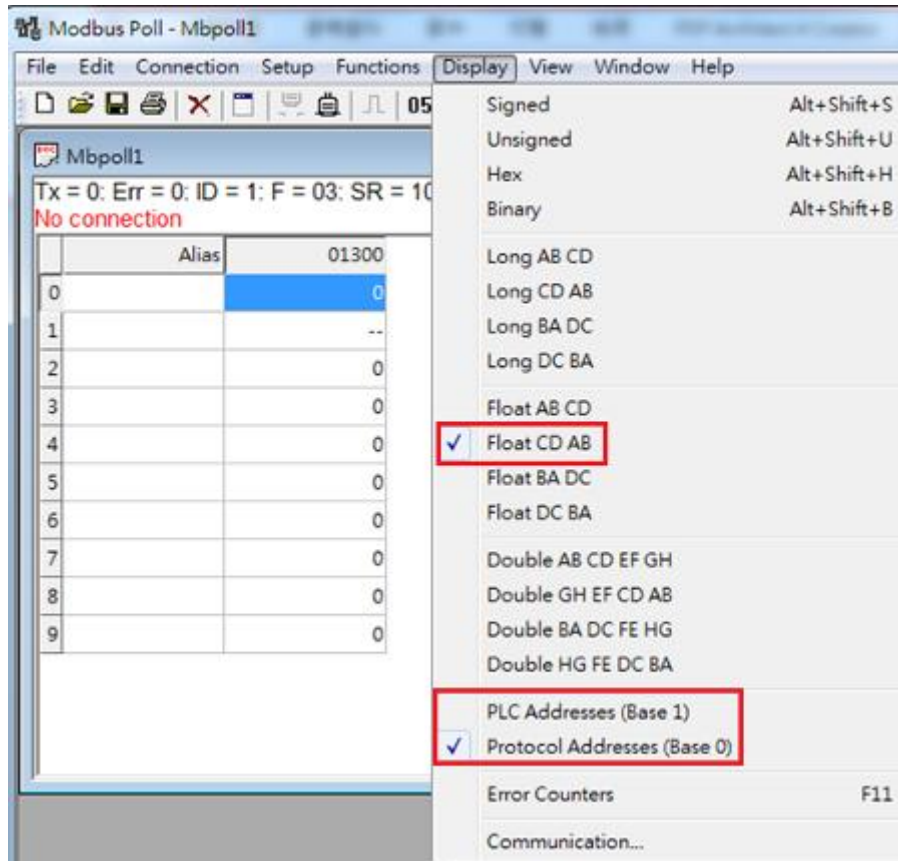 Modbus Poll - Mbpoll1
File Edit Connection Setup Functions Display View Window Help
05
Mbpoll1
Tx = 0: Err = 0: ID = 1: F = 03: SR = 10
No connection
Alias 01300
0 0
1 --
2 0
3 0
4 0
5 0
6 0
7 0
8 0
9 0
Signed Alt+Shift+S
Unsigned Alt+Shift+U
Hex Alt+Shift+H
Binary Alt+Shift+B
Long AB CD
Long CD AB
Long BA DC
Long DC BA
Float AB CD
✓ Float CD AB
Float BA DC
Float DC BA
Double AB CD EF GH
Double GH EF CD AB
Double BA DC FE HG
Double HG FE DC BA
PLC Addresses (Base 1)
✓ Protocol Addresses (Base 0)
Error Counters F11
Communication...